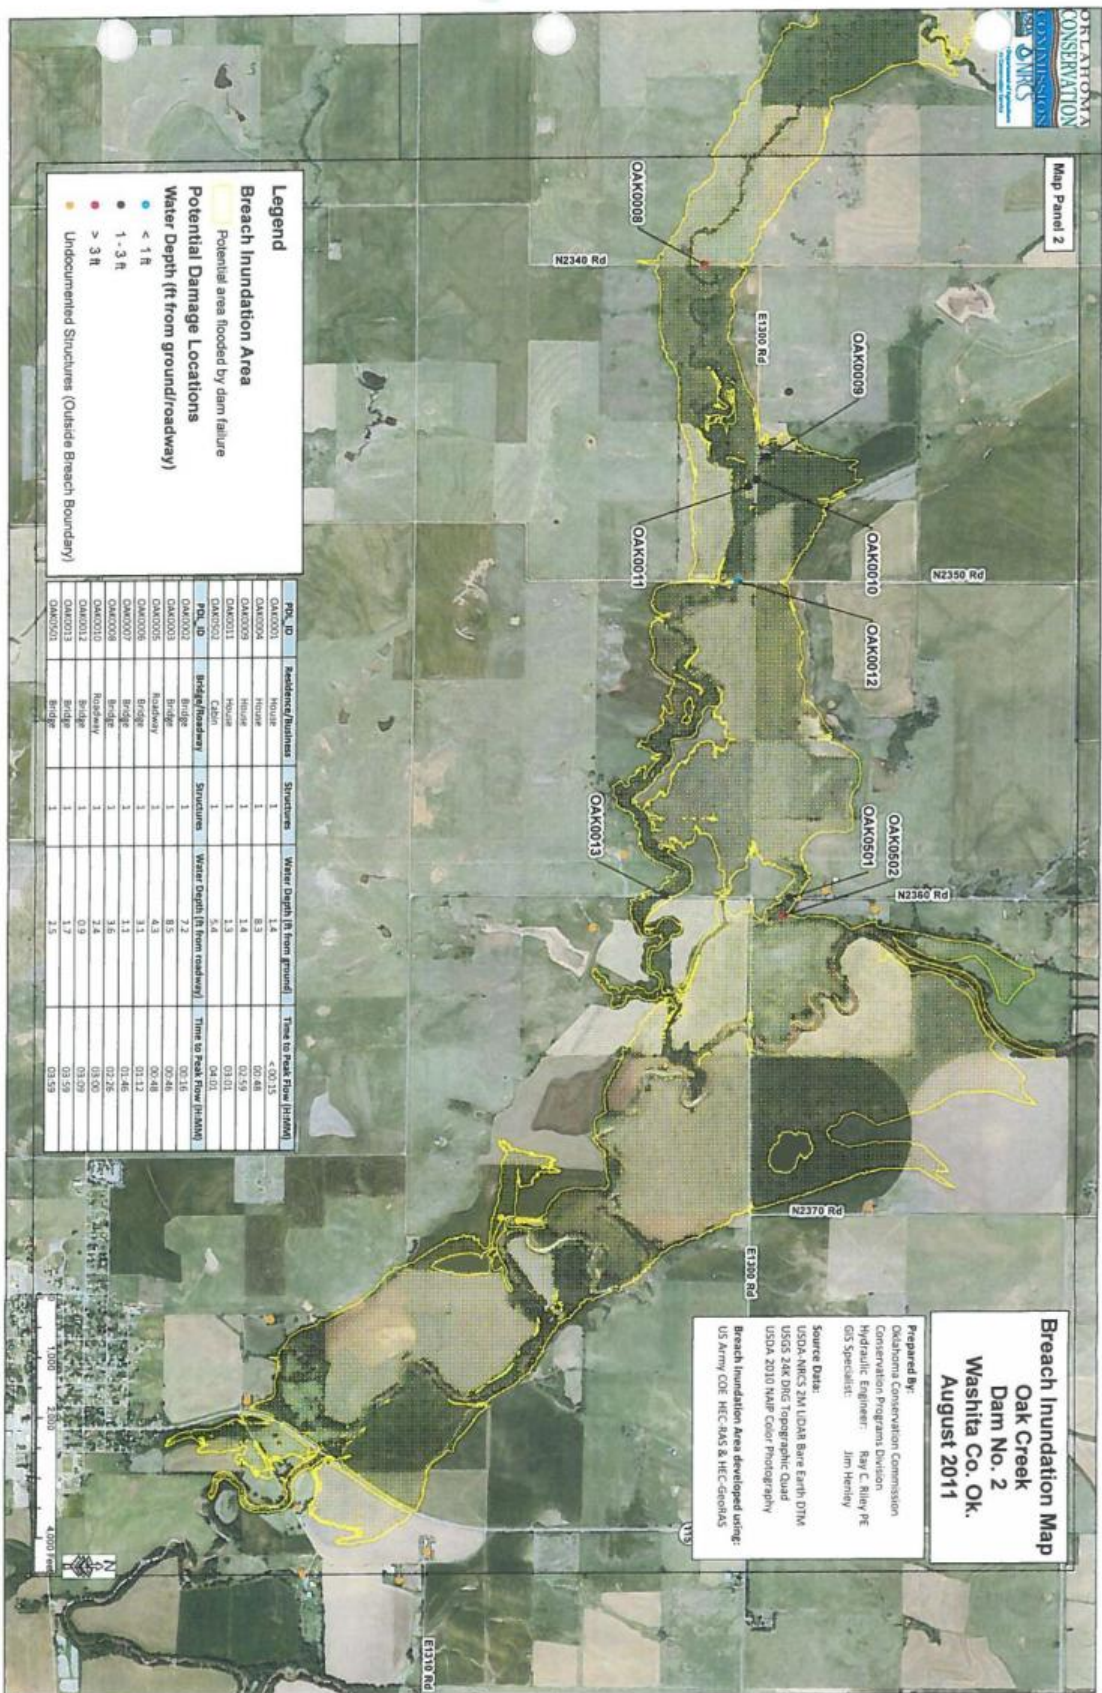 OKLAHOMA
CONSERVATION
COMMISSION
NRCS
Map Panel 2
Breach Inundation Map
Oak Creek
Dam No. 2
Washita Co. Ok.
August 2011
Prepared By:
Oklahoma Conservation Commission
Conservation Programs Division
Hydraulic Engineer: Ray C. Riley PE
GIS Specialist: Jim Henley
Source Data:
USDA-NRCS 2M LiDAR Bare Earth DTM
USGS 24K DRG Topographic Quad
USDA 2010 NAIP Color Photography
Breach Inundation Area developed using:
US Army COE HEC-RAS & HEC-GeoRAS
OAK0008
N2340 Rd
E1300 Rd
OAK0009
OAK0010
OAK0011
N2350 Rd
OAK0012
OAK0013
OAK0502
OAK0501
N2360 Rd
N2370 Rd
E1300 Rd
115
E1310 Rd
Legend
Breach Inundation Area
Potential area flooded by dam failure
Potential Damage Locations
Water Depth (ft from ground/roadway)
< 1 ft
1 - 3 ft
> 3 ft
Undocumented Structures (Outside Breach Boundary)
PDL_ID Residence/Business Structures Water Depth (ft from ground) Time to Peak Flow (H:MM)
OAK0001 House 1 1.4 < 00:15
OAK0004 House 1 8.3 00:48
OAK0009 House 1 1.4 02:59
OAK0011 House 1 1.3 03:01
OAK0502 Cabin 1 5.4 04:01
PDL_ID Bridge/Roadway Structures Water Depth (ft from roadway) Time to Peak Flow (H:MM)
OAK0002 Bridge 1 7.2 00:16
OAK0003 Bridge 1 8.5 00:46
OAK0005 Roadway 1 4.3 00:48
OAK0006 Bridge 1 3.1 01:12
OAK0007 Bridge 1 1.1 01:46
OAK0008 Bridge 1 3.6 02:26
OAK0010 Roadway 1 2.4 03:00
OAK0012 Bridge 1 0.9 03:09
OAK0013 Bridge 1 1.7 03:59
OAK0501 Bridge 1 2.5 03:59
0 1,000 2,000 4,000 Feet
N